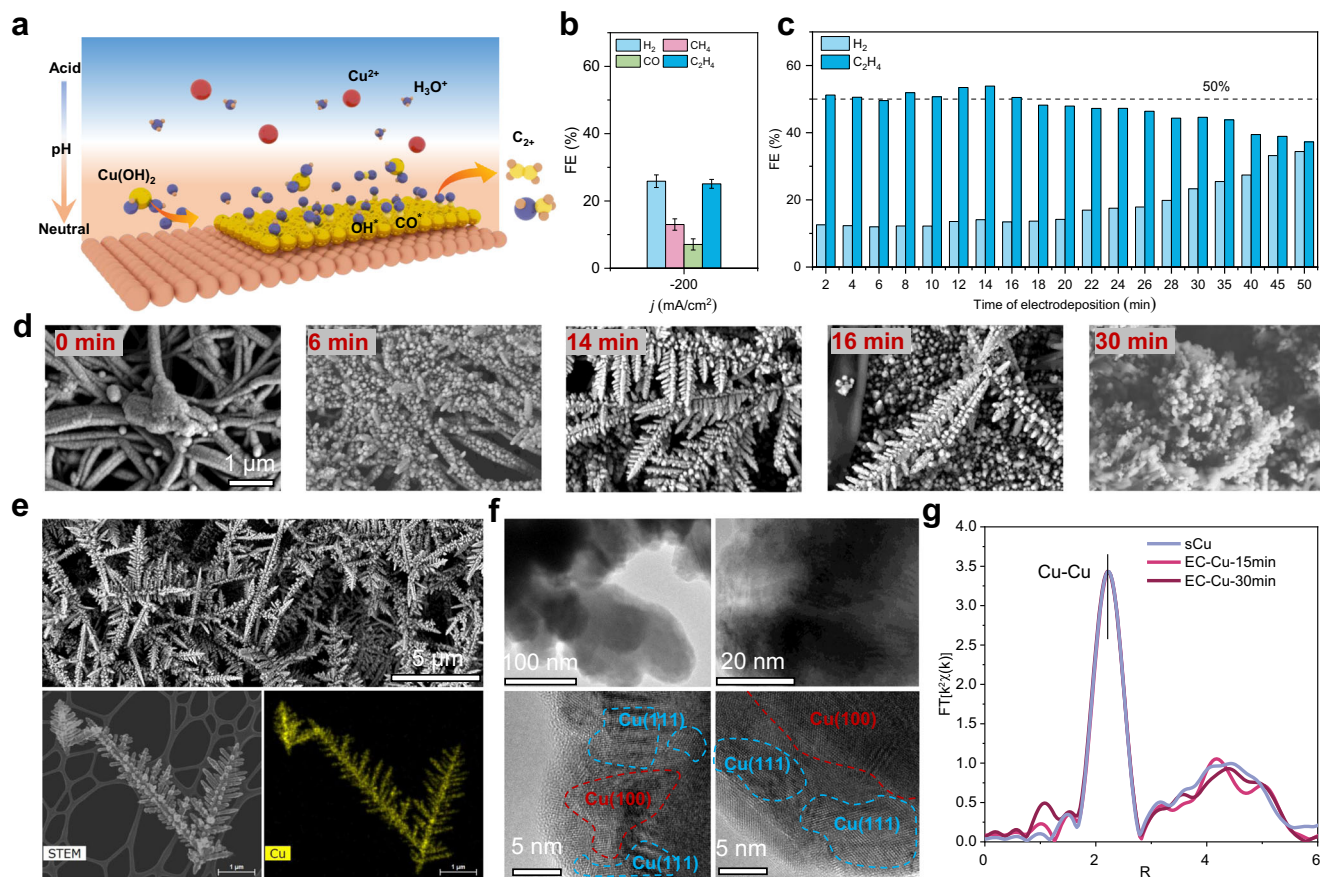 a
Acid
pH
Neutral
Cu²⁺
H₃O⁺
C₂₊
Cu(OH)₂
OH*
CO*
b
H₂
CH₄
CO
C₂H₄
FE (%)
60
40
20
0
-200
j (mA/cm²)
c
H₂
C₂H₄
50%
FE (%)
60
40
20
0
2 4 6 8 10 12 14 16 18 20 22 24 26 28 30 35 40 45 50
Time of electrodeposition (min)
d
0 min
1 µm
6 min
14 min
16 min
30 min
e
5 µm
STEM
1 µm
Cu
1 µm
f
100 nm
20 nm
Cu(111)
Cu(100)
Cu(111)
5 nm
Cu(100)
Cu(111)
Cu(111)
5 nm
g
Cu-Cu
sCu
EC-Cu-15min
EC-Cu-30min
FT[k²χ(k)]
4.0
3.5
3.0
2.5
2.0
1.5
1.0
0.5
0.0
0 2 4 6
R